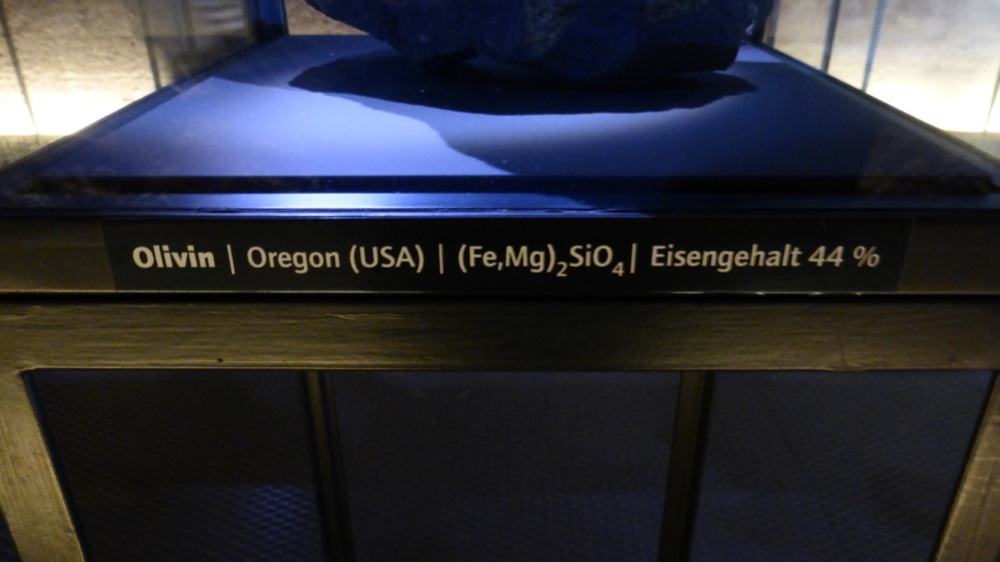 Olivin | Oregon (USA) | (Fe,Mg)₂SiO₄| Eisengehalt 44 %